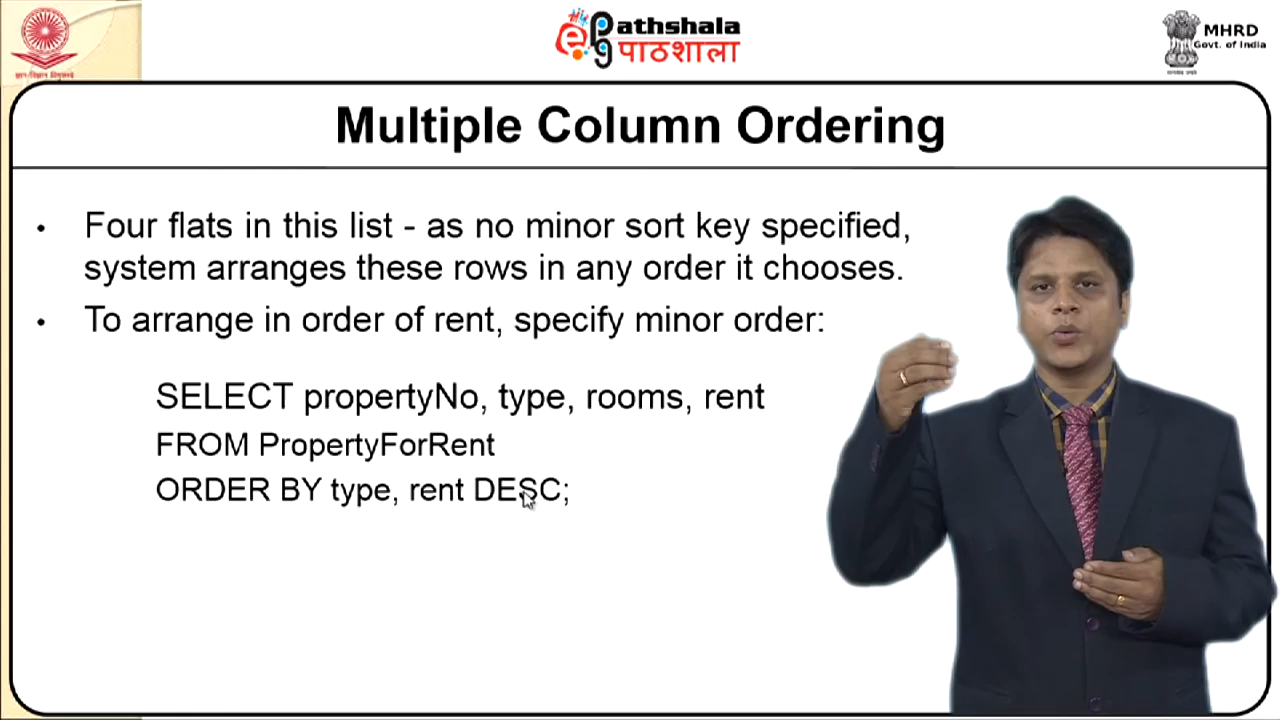 ज्ञान-विज्ञान विमुक्तये
ePathshala
पाठशाला
MHRD
Govt. of India
Multiple Column Ordering
• Four flats in this list - as no minor sort key specified,
system arranges these rows in any order it chooses.
• To arrange in order of rent, specify minor order:
SELECT propertyNo, type, rooms, rent
FROM PropertyForRent
ORDER BY type, rent DESC;